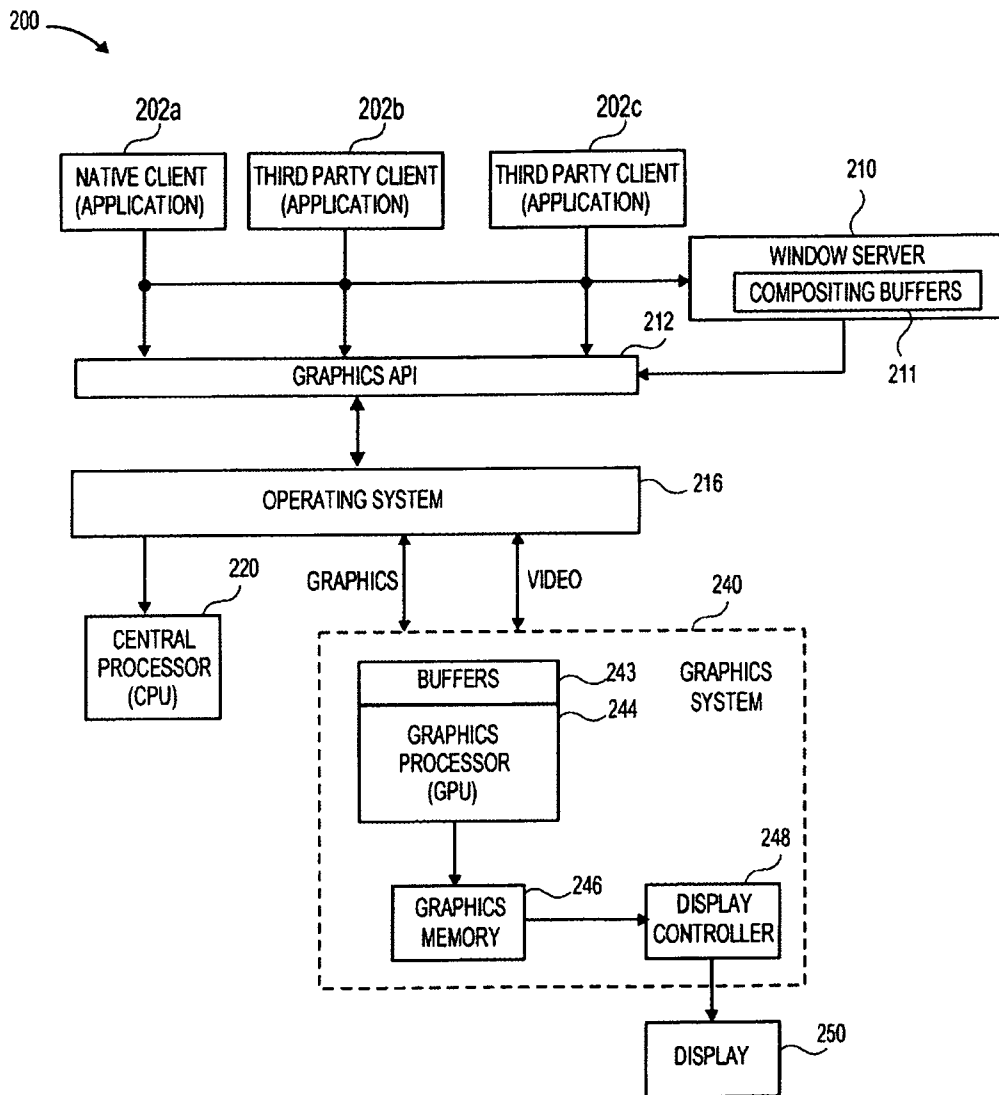 200
202a
202b
202c
NATIVE CLIENT
(APPLICATION)
THIRD PARTY CLIENT
(APPLICATION)
THIRD PARTY CLIENT
(APPLICATION)
210
WINDOW SERVER
COMPOSITING BUFFERS
211
212
GRAPHICS API
OPERATING SYSTEM
216
GRAPHICS
VIDEO
220
CENTRAL
PROCESSOR
(CPU)
240
GRAPHICS
SYSTEM
BUFFERS
243
244
GRAPHICS
PROCESSOR
(GPU)
246
GRAPHICS
MEMORY
248
DISPLAY
CONTROLLER
DISPLAY
250